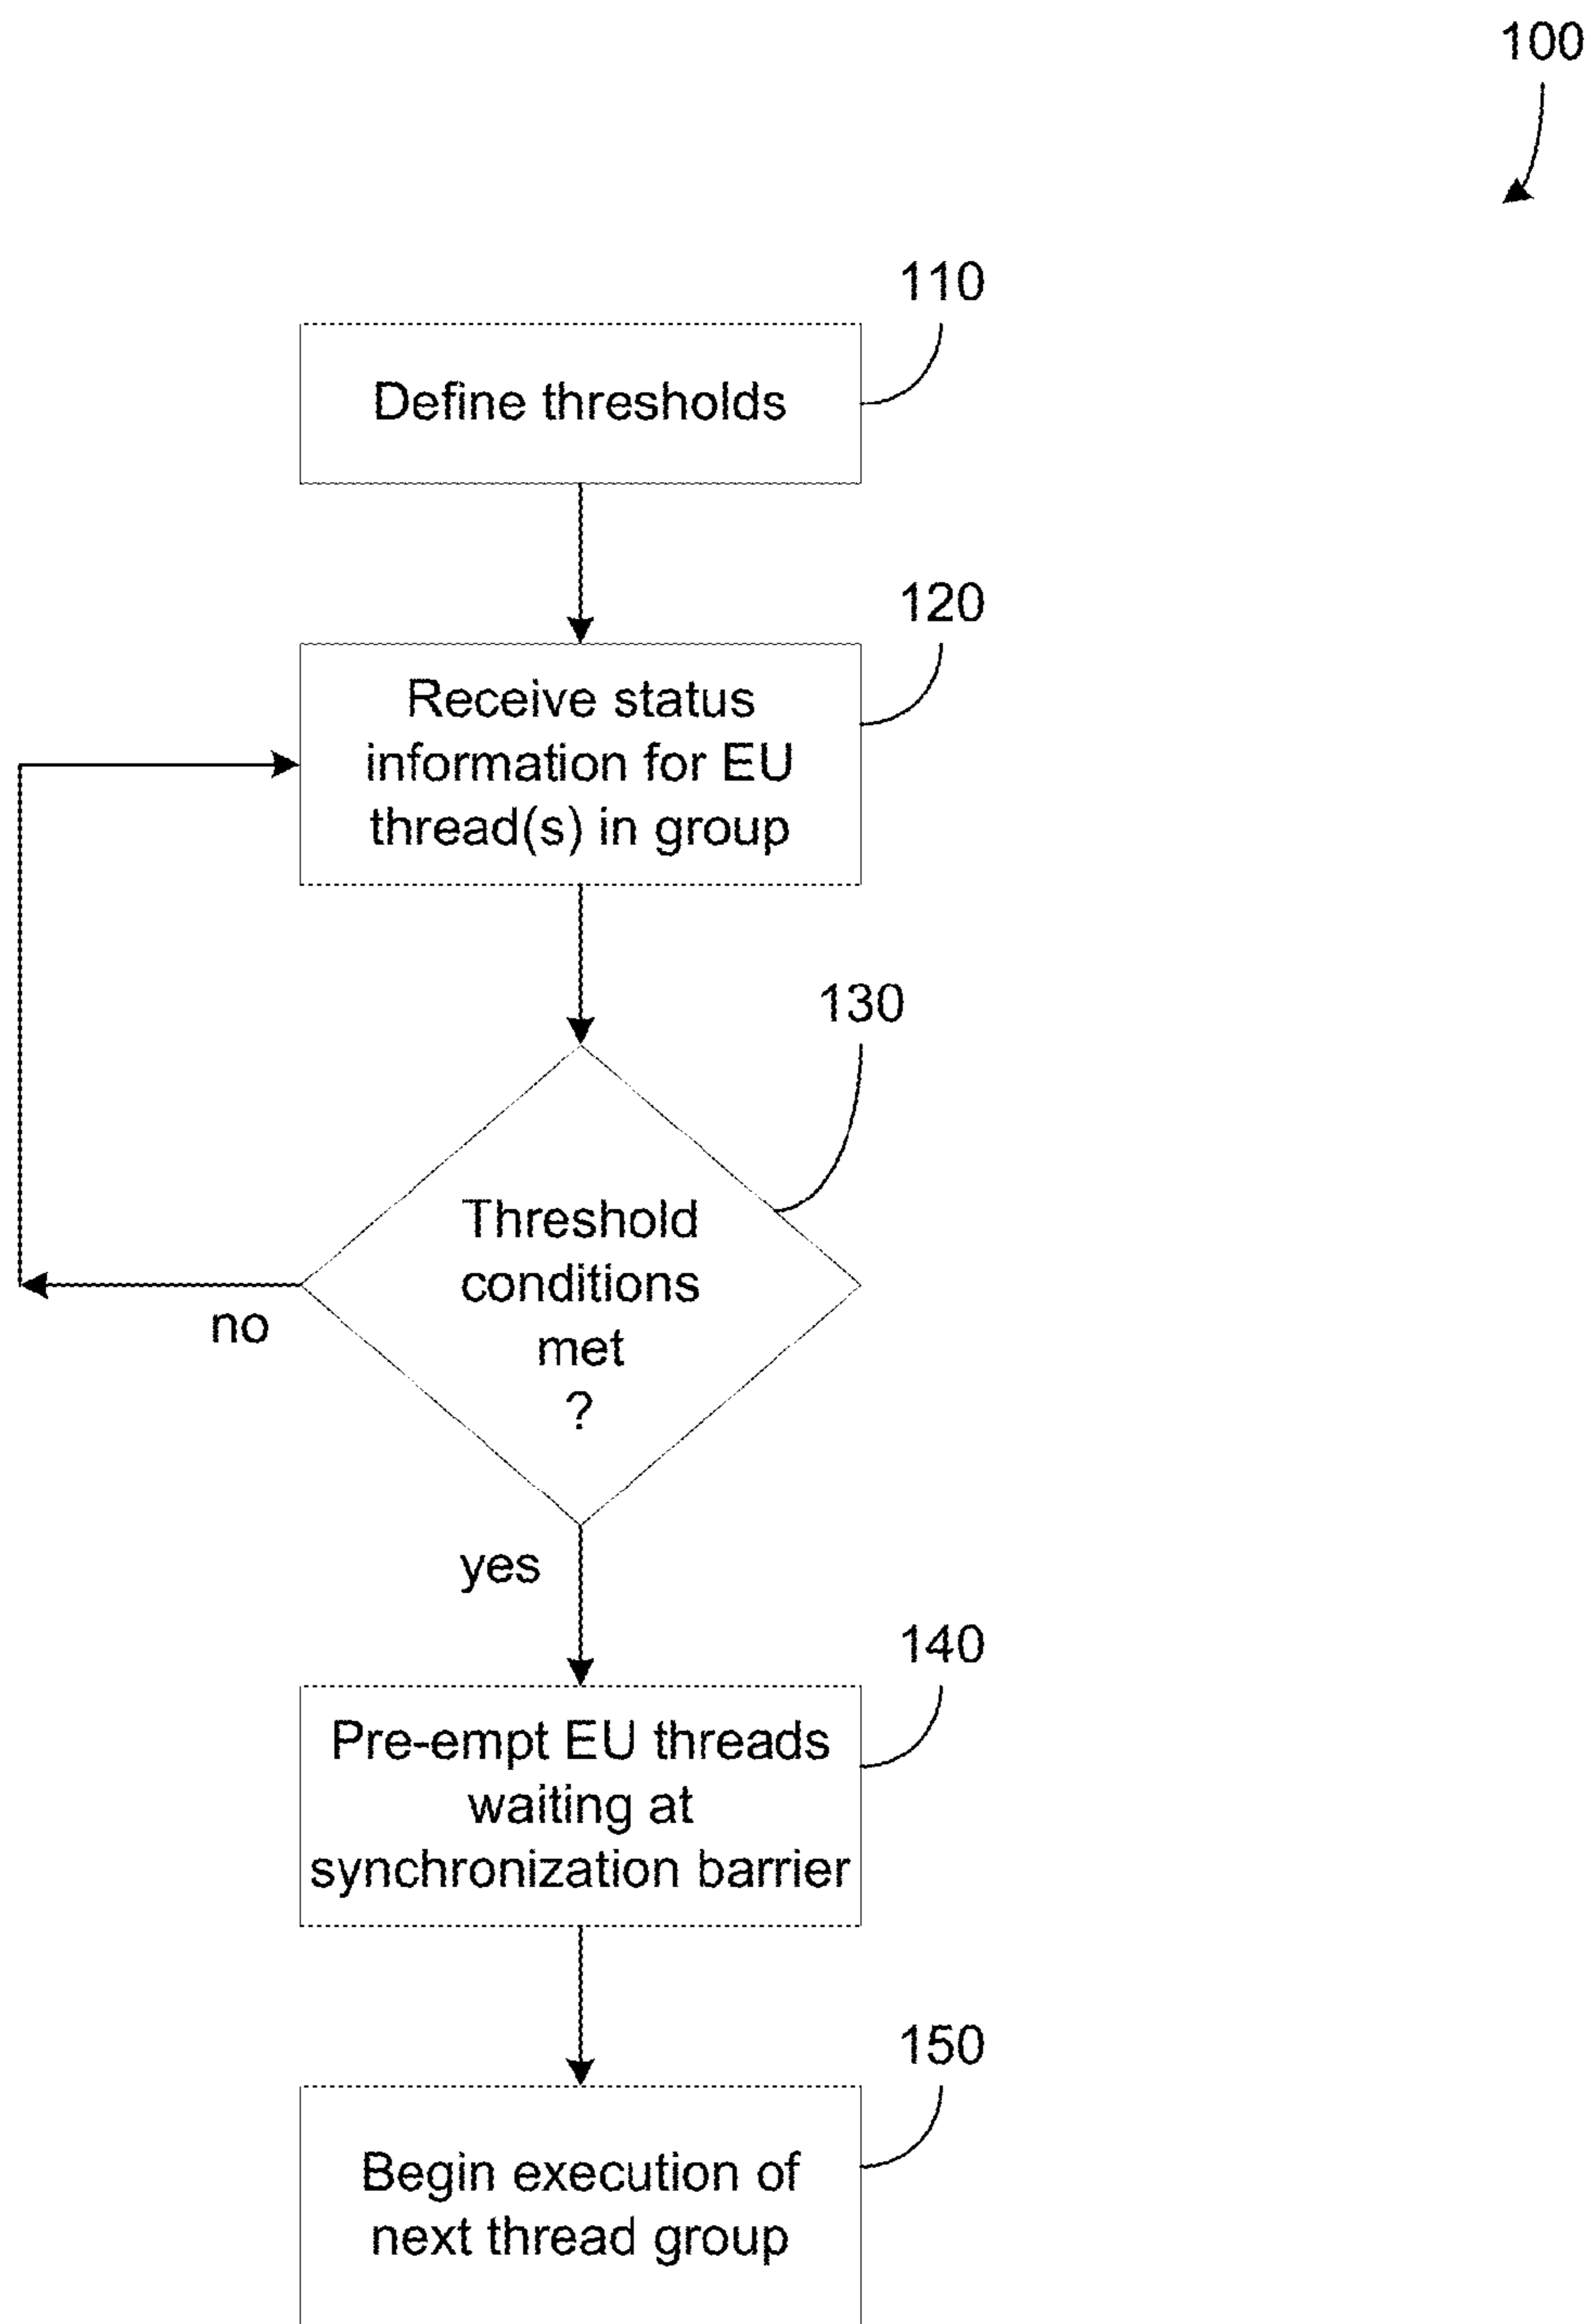 100
110
Define thresholds
120
Receive status
information for EU
thread(s) in group
130
Threshold
conditions
met
?
no
yes
140
Pre-empt EU threads
waiting at
synchronization barrier
150
Begin execution of
next thread group